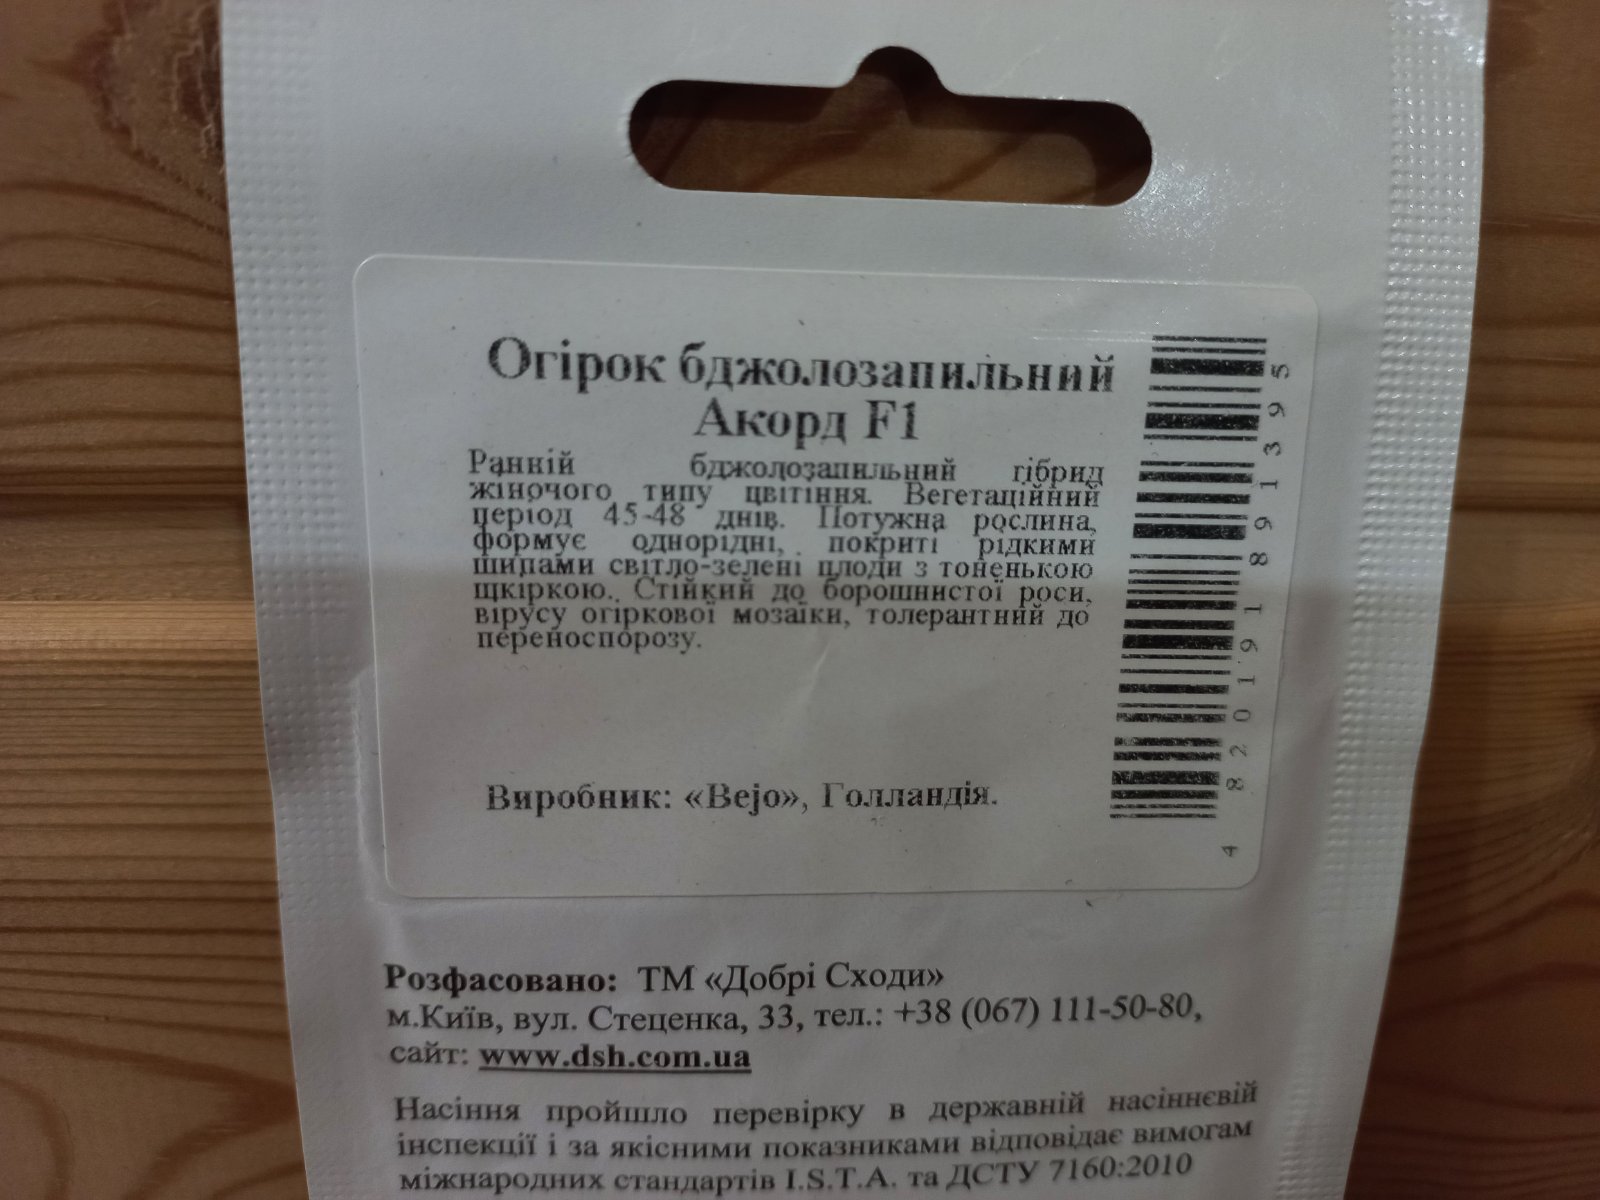 Огірок бджолозапильний
Акорд F1
Ранній бджолозапильний гібрид
жіночого типу цвітіння. Вегетаційний
період 45-48 днів. Потужна рослина,
формує однорідні, покриті рідкими
шипами світло-зелені плоди з тоненькою
щкіркою. Стійкий до борошнистої роси,
вірусу огіркової мозаїки, толерантний до
переноспорозу.
Виробник: «Bejo», Голландія.
4 820191 891395
Розфасовано: ТМ «Добрі Сходи»
м.Київ, вул. Стеценка, 33, тел.: +38 (067) 111-50-80,
сайт: www.dsh.com.ua
Насіння пройшло перевірку в державній насіннєвій
інспекції і за якісними показниками відповідає вимогам
міжнародних стандартів I.S.T.A. та ДСТУ 7160:2010